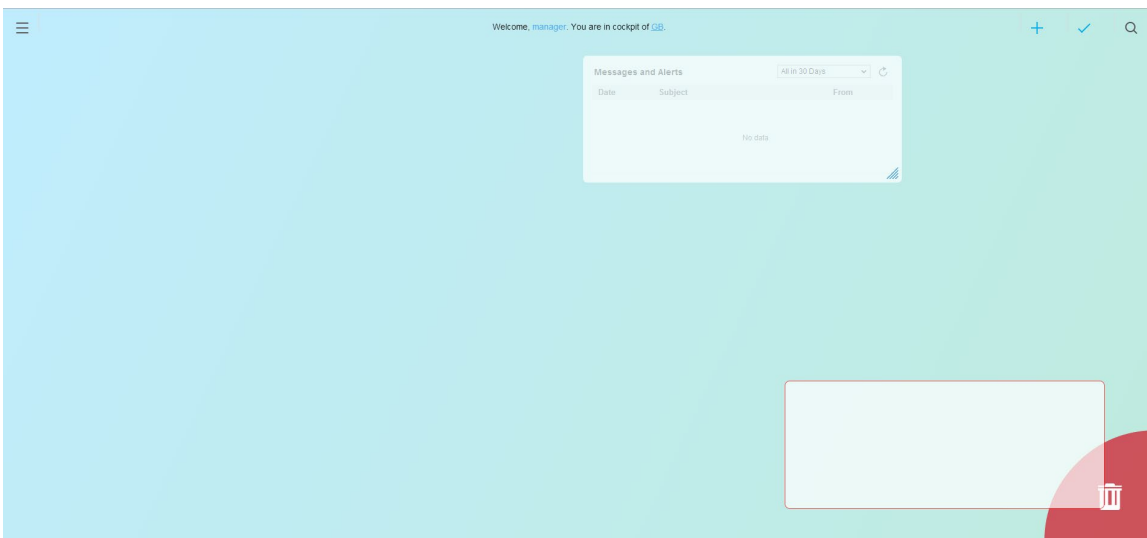 Welcome, manager. You are in cockpit of GB.
Messages and Alerts All in 30 Days
Date Subject From
No data